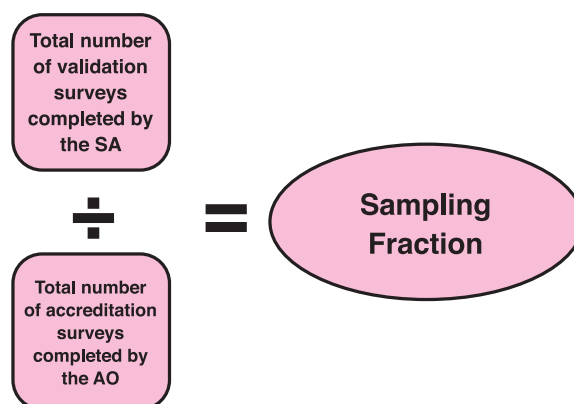 Total number
of validation
surveys
completed by
the SA
÷
=
Sampling
Fraction
Total number
of accreditation
surveys
completed by
the AO